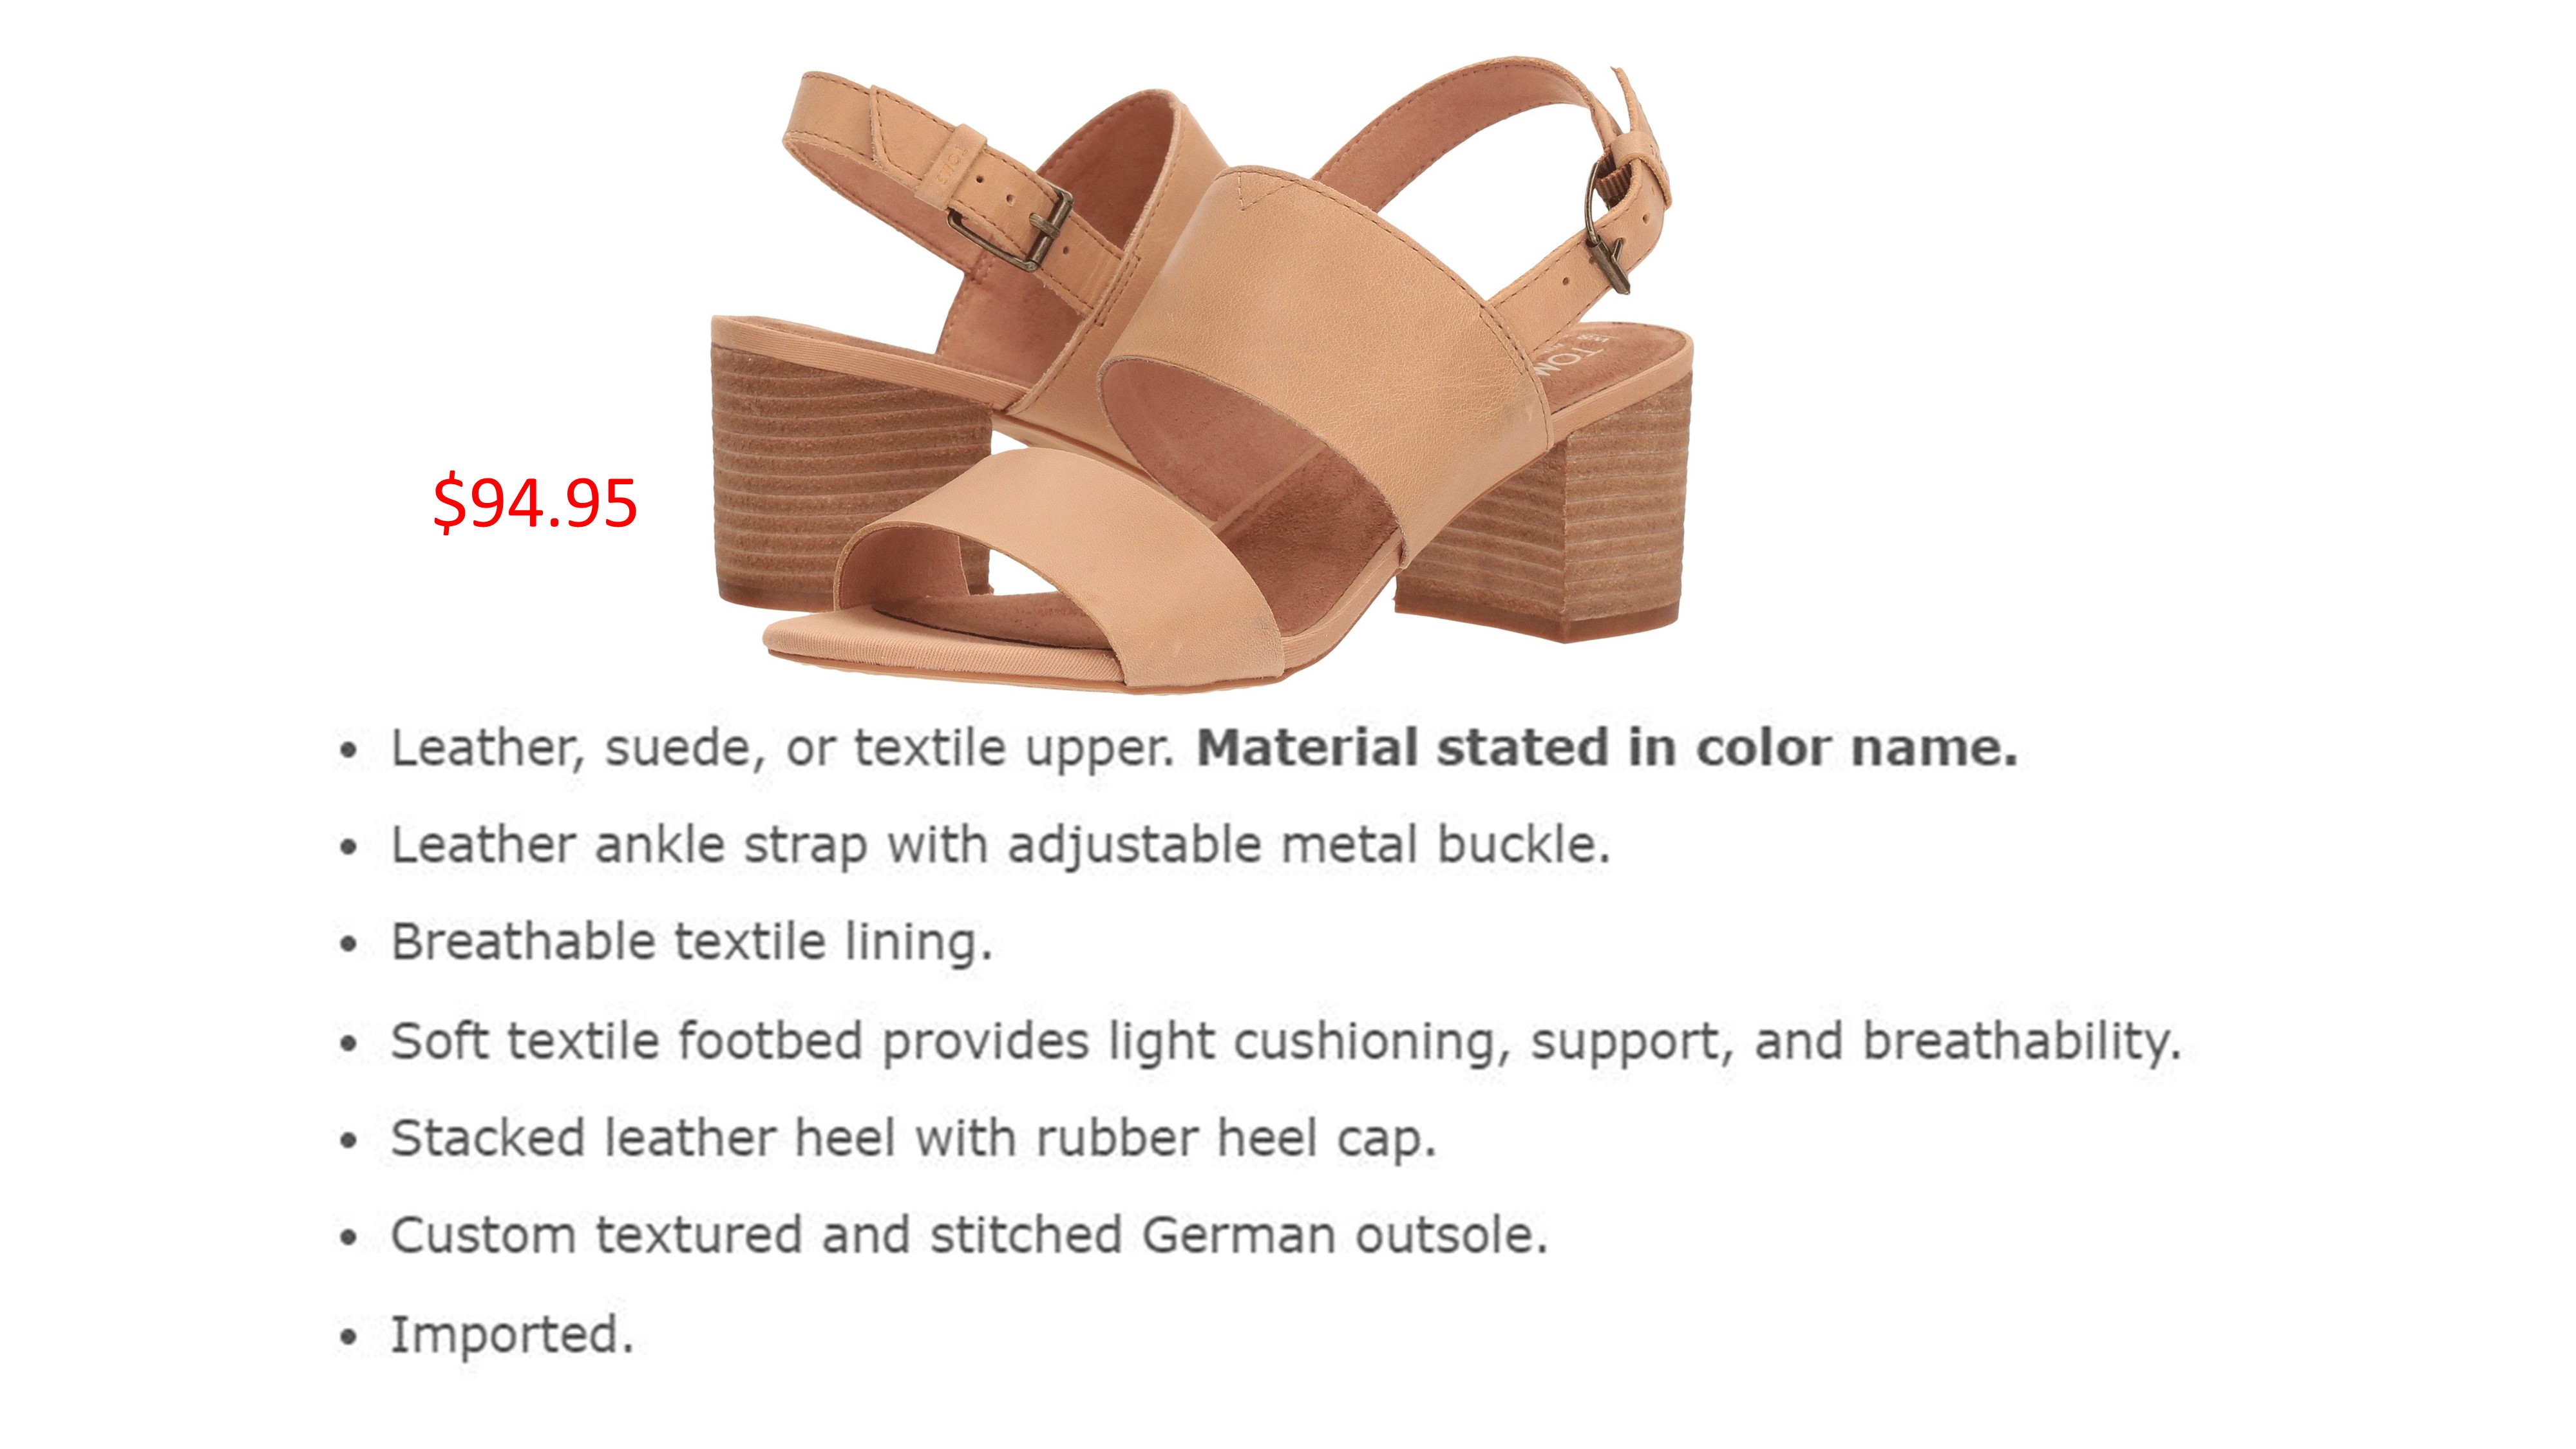 TOM
$94.95
• Leather, suede, or textile upper. Material stated in color name.
• Leather ankle strap with adjustable metal buckle.
• Breathable textile lining.
• Soft textile footbed provides light cushioning, support, and breathability.
• Stacked leather heel with rubber heel cap.
• Custom textured and stitched German outsole.
• Imported.